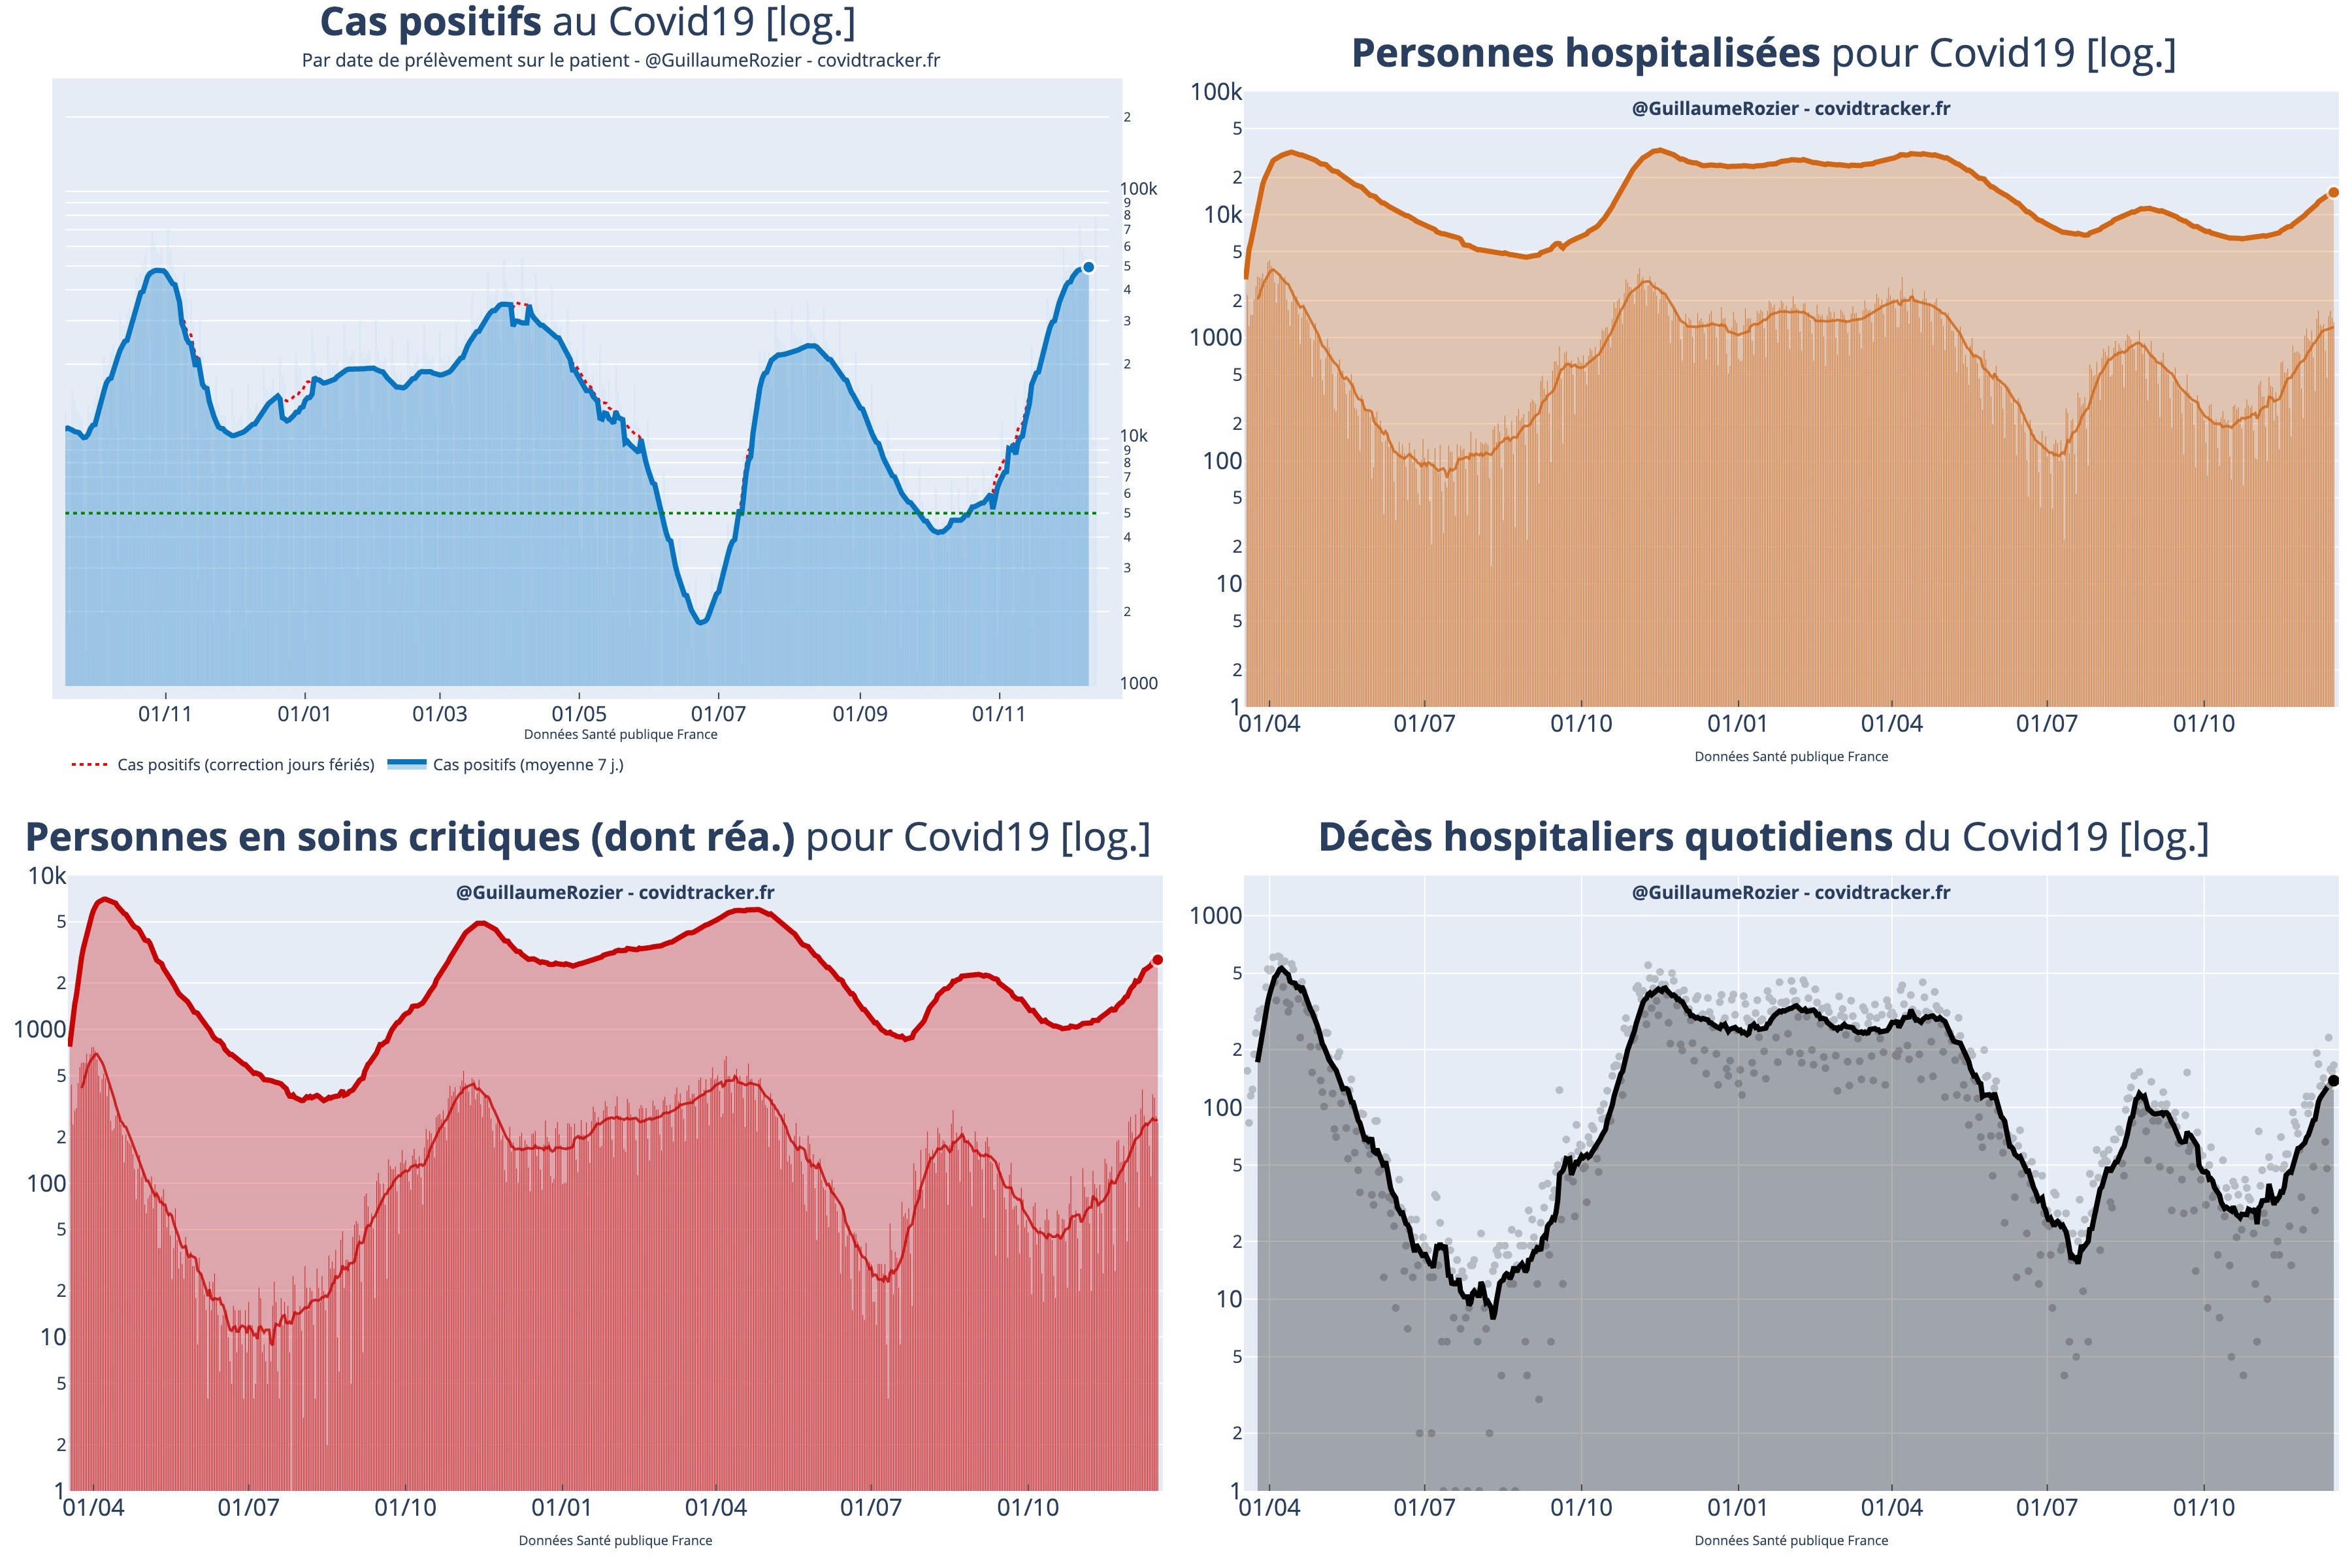 Cas positifs au Covid19 [log.]
Par date de prélèvement sur le patient - @GuillaumeRozier - covidtracker.fr
2
100k
9
8
7
6
5
4
3
2
10k
9
8
7
6
5
4
3
2
1000
01/11 01/01 01/03 01/05 01/07 01/09 01/11
Données Santé publique France
Cas positifs (correction jours fériés) Cas positifs (moyenne 7 j.)
Personnes hospitalisées pour Covid19 [log.]
@GuillaumeRozier - covidtracker.fr
100k
5
2
10k
5
2
1000
5
2
100
5
2
10
5
2
1
01/04 01/07 01/10 01/01 01/04 01/07 01/10
Données Santé publique France
Personnes en soins critiques (dont réa.) pour Covid19 [log.]
@GuillaumeRozier - covidtracker.fr
10k
5
2
1000
5
2
100
5
2
10
5
2
1
01/04 01/07 01/10 01/01 01/04 01/07 01/10
Données Santé publique France
Décès hospitaliers quotidiens du Covid19 [log.]
@GuillaumeRozier - covidtracker.fr
1000
5
2
100
5
2
10
5
2
1
01/04 01/07 01/10 01/01 01/04 01/07 01/10
Données Santé publique France